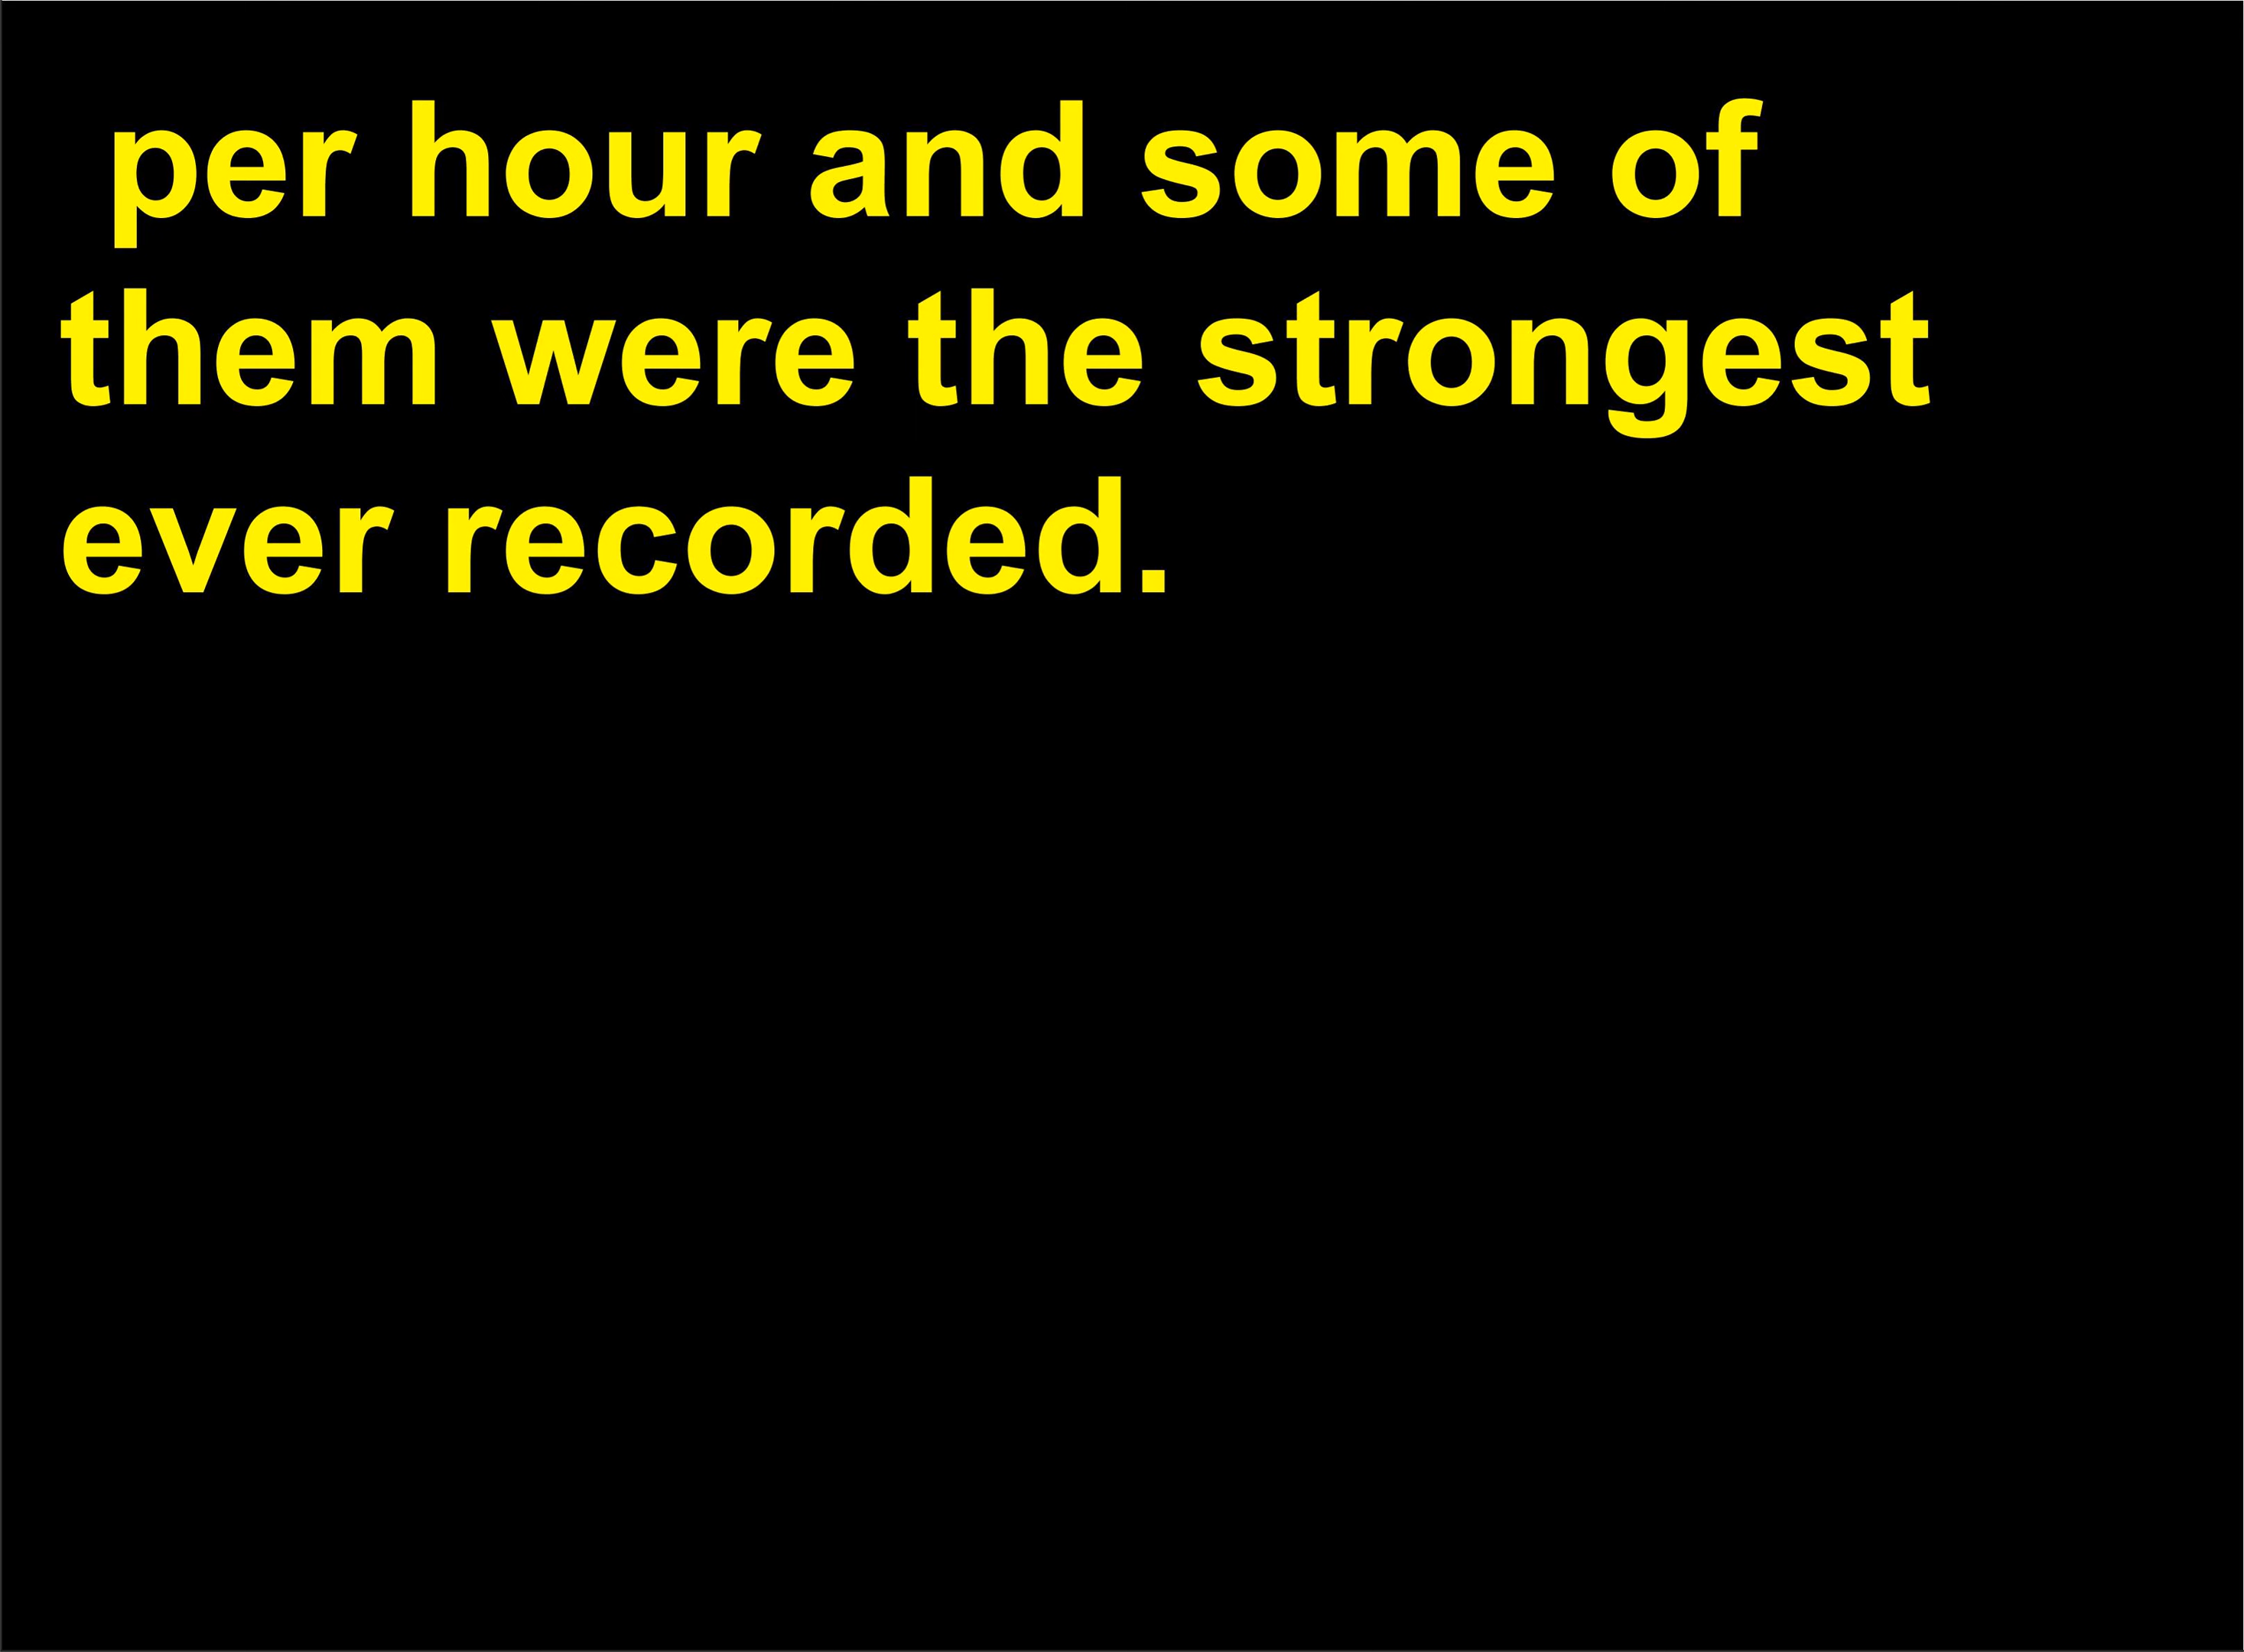 per hour and some of
them were the strongest
ever recorded.